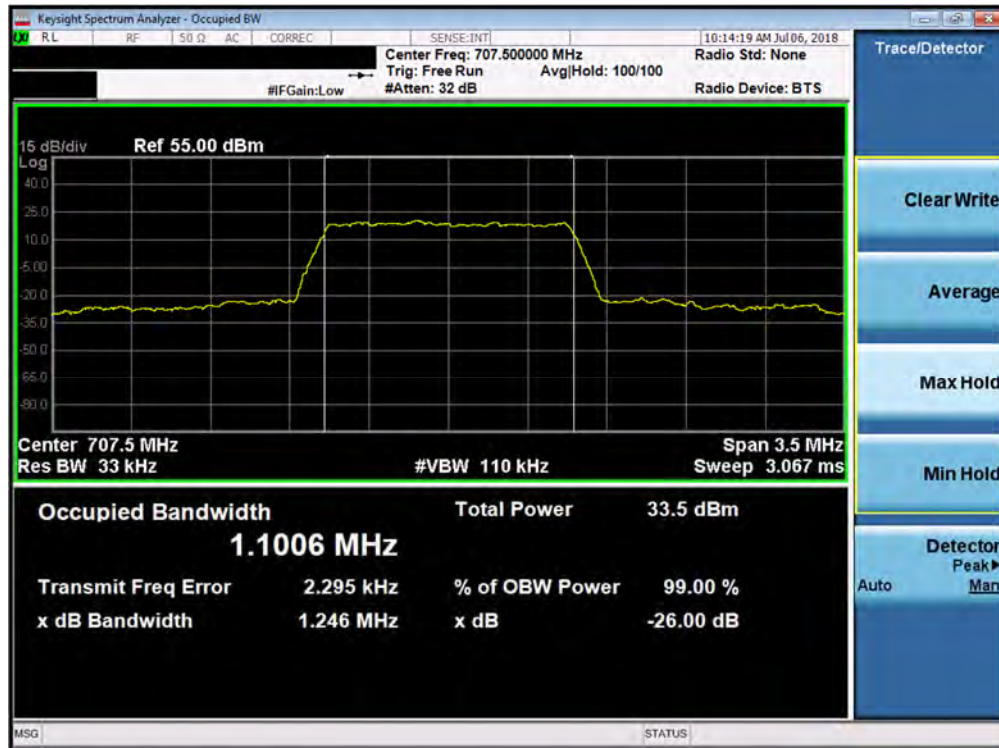 Keysight Spectrum Analyzer - Occupied BW
LXI RL RF 50 Ω AC CORREC SENSE:INT 10:14:19 AM Jul 06, 2018
Center Freq: 707.500000 MHz Radio Std: None
Trig: Free Run Avg|Hold: 100/100
#IFGain:Low #Atten: 32 dB Radio Device: BTS
Trace/Detector
15 dB/div Ref 55.00 dBm
Log
40.0
25.0
10.0
-5.00
-20.0
-35.0
-50.0
-65.0
-80.0
Center 707.5 MHz Span 3.5 MHz
Res BW 33 kHz #VBW 110 kHz Sweep 3.067 ms
Occupied Bandwidth Total Power 33.5 dBm
1.1006 MHz
Transmit Freq Error 2.295 kHz % of OBW Power 99.00 %
x dB Bandwidth 1.246 MHz x dB -26.00 dB
Clear Write
Average
Max Hold
Min Hold
Detector
Peak
Auto Man
MSG STATUS